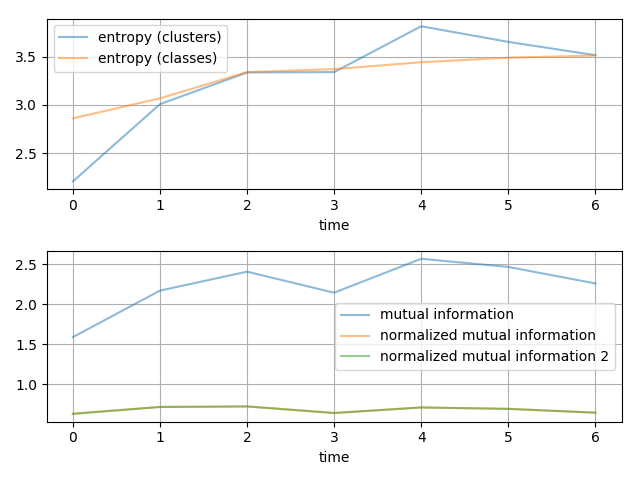 entropy (clusters)
entropy (classes)
3.5
3.0
2.5
0 1 2 3 4 5 6
time
2.5
2.0
1.5
1.0
mutual information
normalized mutual information
normalized mutual information 2
0 1 2 3 4 5 6
time